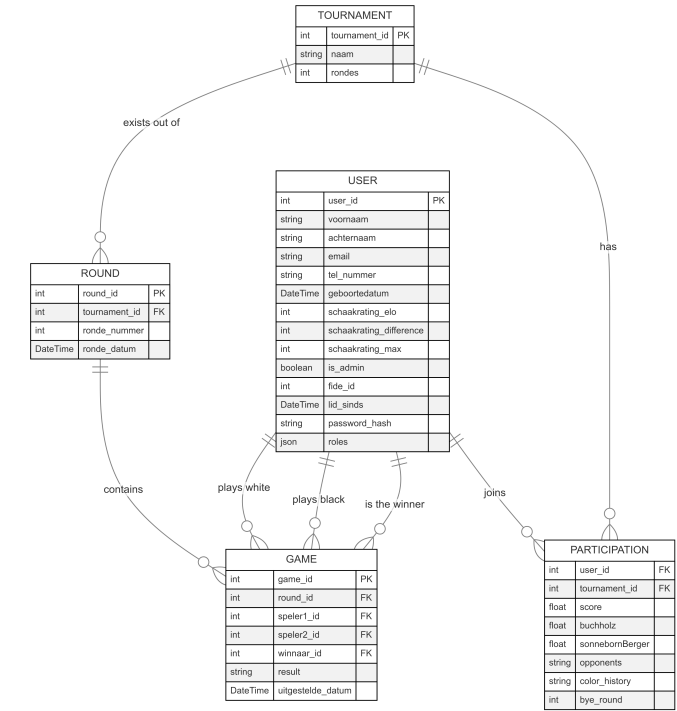 TOURNAMENT
int tournament_id PK
string naam
int rondes
exists out of
has
USER
int user_id PK
string voornaam
string achternaam
string email
string tel_nummer
DateTime geboortedatum
int schaakrating_elo
int schaakrating_difference
int schaakrating_max
boolean is_admin
int fide_id
DateTime lid_sinds
string password_hash
json roles
ROUND
int round_id PK
int tournament_id FK
int ronde_nummer
DateTime ronde_datum
contains
plays white
plays black
is the winner
joins
GAME
int game_id PK
int round_id FK
int speler1_id FK
int speler2_id FK
int winnaar_id FK
string result
DateTime uitgestelde_datum
PARTICIPATION
int user_id FK
int tournament_id FK
float score
float buchholz
float sonnebornBerger
string opponents
string color_history
int bye_round